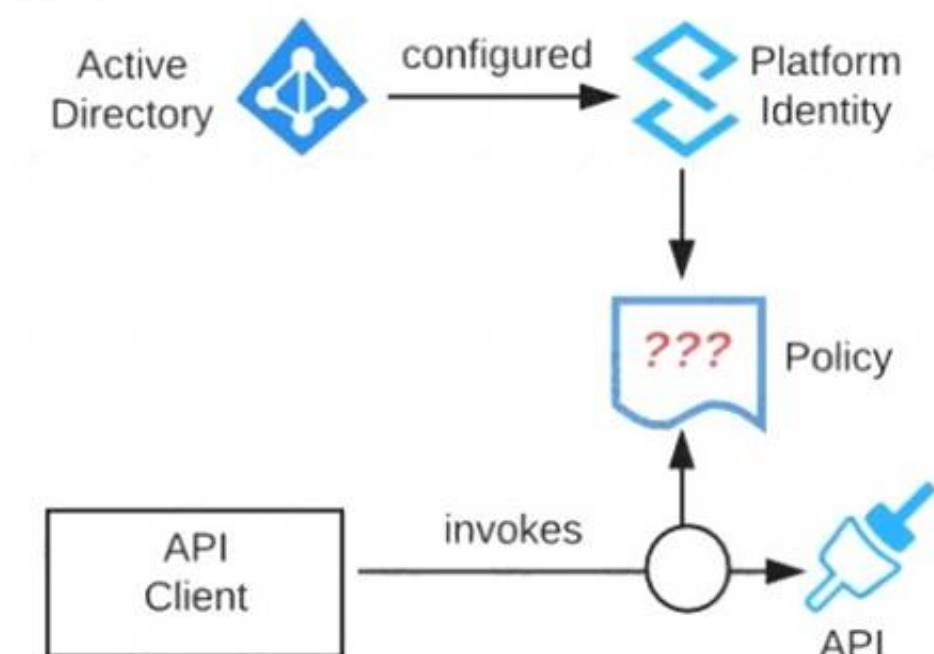 Active
Directory
configured
Platform
Identity
???
Policy
API
Client
invokes
API